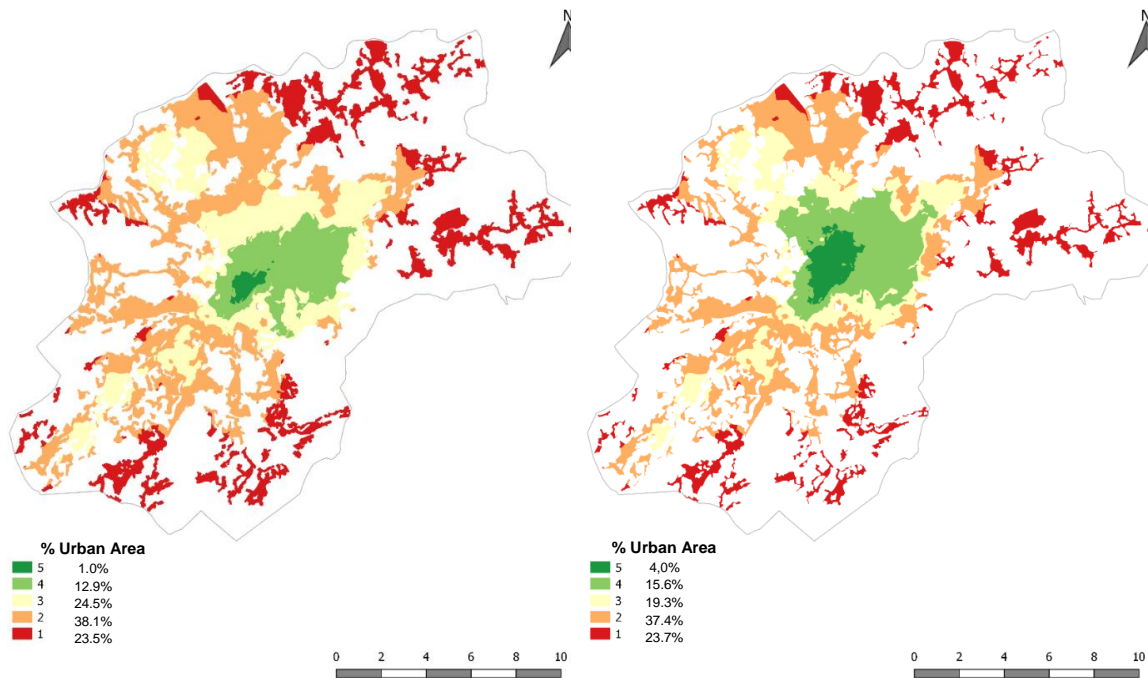 N
N
% Urban Area
5 1.0%
4 12.9%
3 24.5%
2 38.1%
1 23.5%
0 2 4 6 8 10
% Urban Area
5 4,0%
4 15.6%
3 19.3%
2 37.4%
1 23.7%
0 2 4 6 8 10